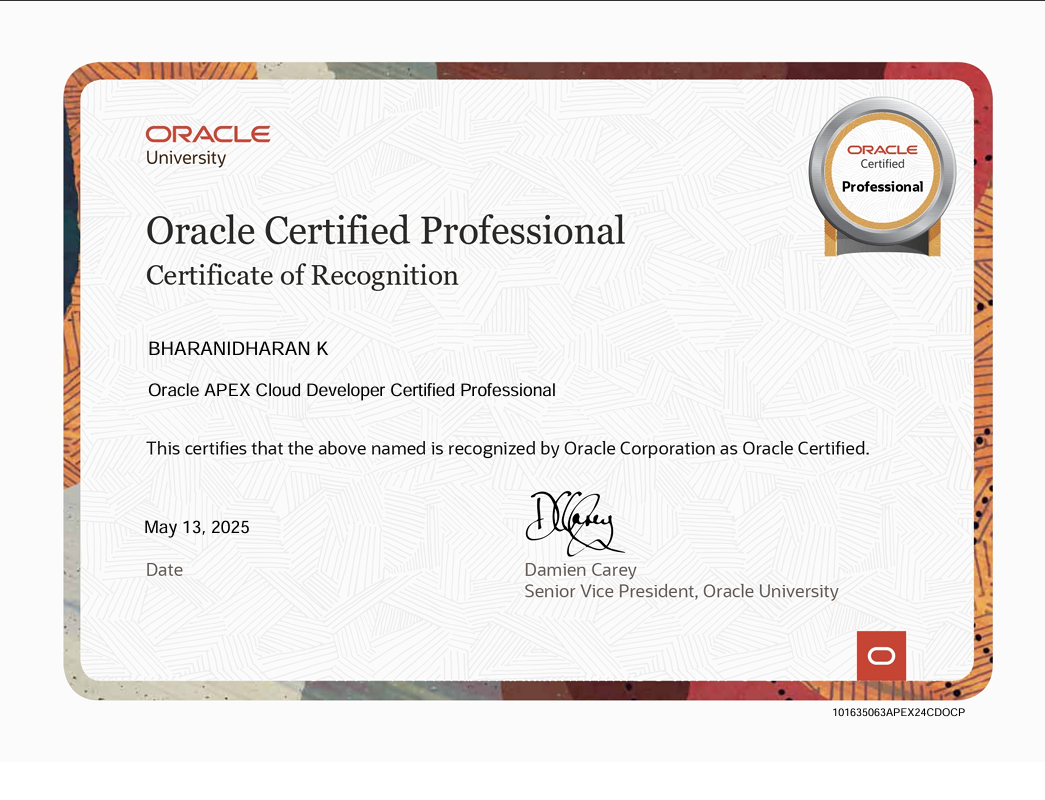 ORACLE
University
ORACLE
Certified
Professional
Oracle Certified Professional
Certificate of Recognition
BHARANIDHARAN K
Oracle APEX Cloud Developer Certified Professional
This certifies that the above named is recognized by Oracle Corporation as Oracle Certified.
May 13, 2025
Date
DCarey
Damien Carey
Senior Vice President, Oracle University
101635063APEX24CDOCP